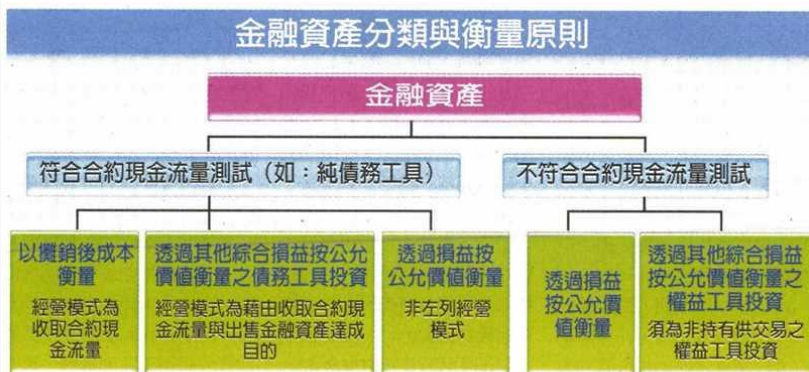 金融資產分類與衡量原則
金融資產
符合合約現金流量測試（如：純債務工具）
不符合合約現金流量測試
以攤銷後成本
衡量
經營模式為
收取合約現
金流量
透過其他綜合損益按公允
價值衡量之債務工具投資
經營模式為藉由收取合約現
金流量與出售金融資產達成
目的
透過損益按
公允價值衡量
非左列經營
模式
透過損益
按公允價
值衡量
透過其他綜合損益
按公允價值衡量之
權益工具投資
須為非持有供交易之
權益工具投資